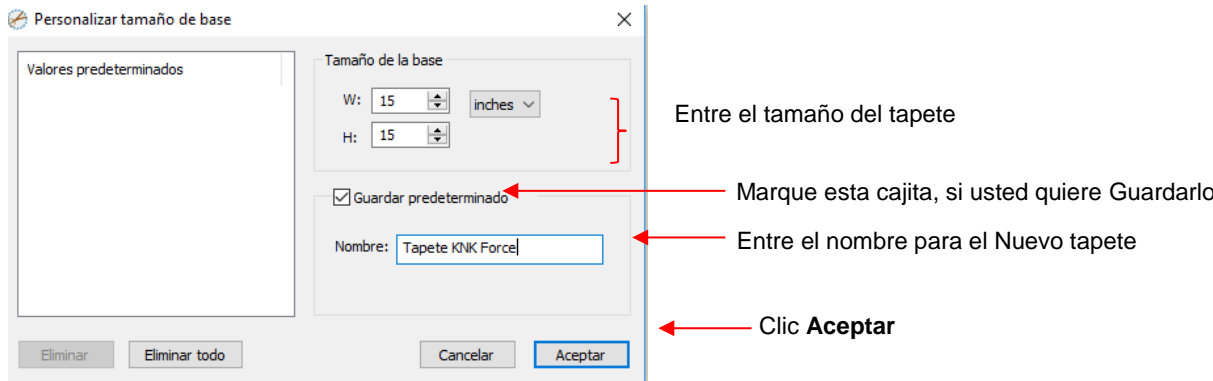 Personalizar tamaño de base
Valores predeterminados
Tamaño de la base
W: 15 inches
H: 15
Entre el tamaño del tapete
Guardar predeterminado
Marque esta cajita, si usted quiere Guardarlo
Nombre: Tapete KNK Force
Entre el nombre para el Nuevo tapete
Clic Aceptar
Eliminar Eliminar todo Cancelar Aceptar